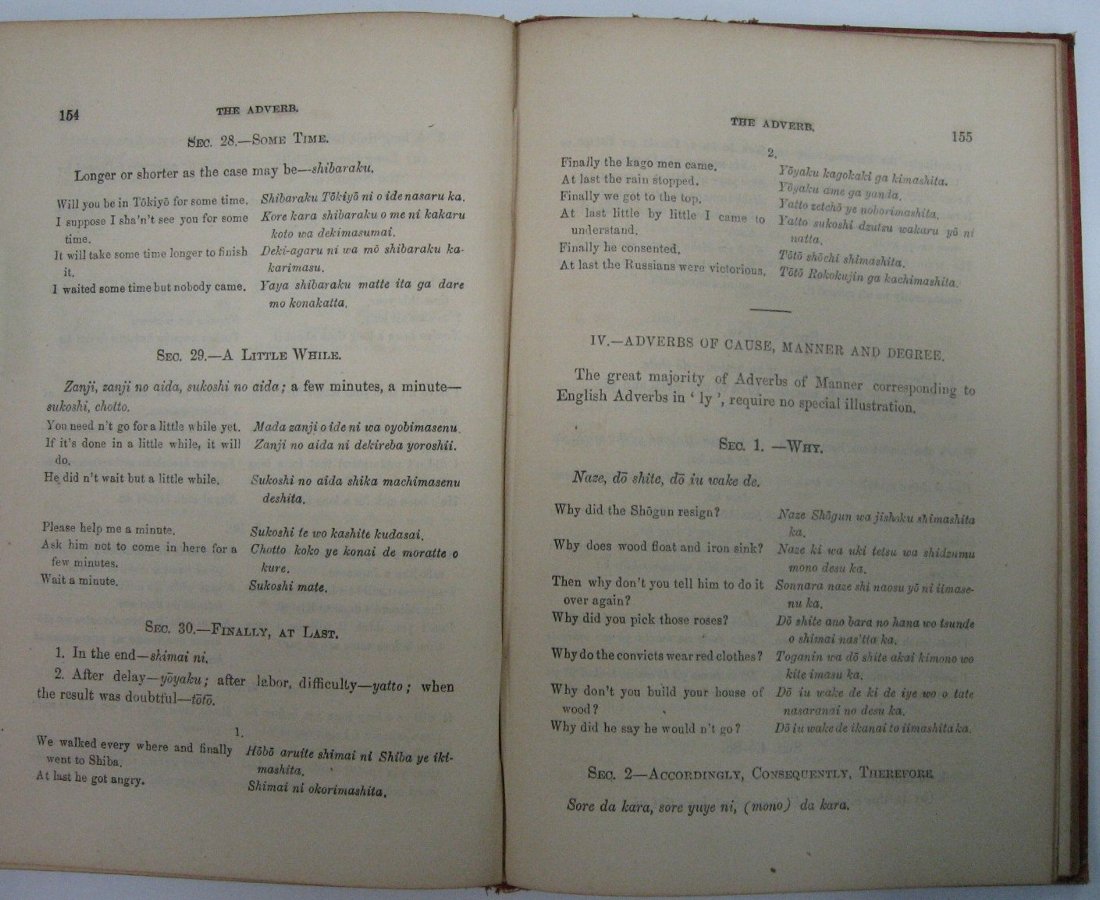 154
THE ADVERB.
SEC. 28.—SOME TIME.
Longer or shorter as the case may be—shibaraku.
Will you be in Tōkiyō for some time. Shibaraku Tōkiyō ni o idenasaru ka.
I suppose I sha'n't see you for some Kore kara shibaraku o me ni kakaru
time. koto wa dekimasumai.
It will take some time longer to finish Deki-agaru ni wa mō shibaraku ka-
it. karimasu.
I waited some time but nobody came. Yaya shibaraku matte ita ga dare
mo konakatta.
SEC. 29.—A LITTLE WHILE.
Zanji, zanji no aida, sukoshi no aida; a few minutes, a minute—
sukoshi, chotto.
You need n't go for a little while yet. Mada zanji o ide ni wa oyobimasenu.
If it's done in a little while, it will Zanji no aida ni dekireba yoroshii.
do.
He did n't wait but a little while. Sukoshi no aida shika machimasenu
deshita.
Please help me a minute. Sukoshi te wo kashite kudasai.
Ask him not to come in here for a Chotto koko ye konai de moratte o
few minutes. kure.
Wait a minute. Sukoshi mate.
SEC. 30.—FINALLY, AT LAST.
1. In the end—shimai ni.
2. After delay—yōyaku; after labor, difficulty—yatto; when
the result was doubtful—tōtō.
1.
We walked every where and finally Hōbō aruite shimai ni Shiba ye iki-
went to Shiba. mashita.
At last he got angry. Shimai ni okorimashita.
THE ADVERB.
155
2.
Finally the kago men came. Yōyaku kagokaki ga kimashita.
At last the rain stopped. Yōyaku ame ga yanda.
Finally we got to the top. Yatto zetchō ye noborimashita.
At last little by little I came to Yatto sukoshi dzutsu wakaru yō ni
understand. natta.
Finally he consented. Tōtō shōchi shimashita.
At last the Russians were victorious. Tōtō Rokokujin ga kachimashita.
IV.—ADVERBS OF CAUSE, MANNER AND DEGREE.
The great majority of Adverbs of Manner corresponding to
English Adverbs in ' ly ', require no special illustration.
SEC. 1. —WHY.
Naze, dō shite, dō iu wake de.
Why did the Shōgun resign? Naze Shōgun wa jishoku shimashita
ka.
Why does wood float and iron sink? Naze ki wa uki tetsu wa shidzumu
mono desu ka.
Then why don't you tell him to do it Sonnara naze shi naosu yō ni iimase-
over again? nu ka.
Why did you pick those roses? Dō shite ano bara no hana wo tsunde
o shimai nas'tta ka.
Why do the convicts wear red clothes? Toganin wa dō shite akai kimono wo
kite imasu ka.
Why don't you build your house of Dō iu wake de ki de iye wo o tate
wood? nasaranai no desu ka.
Why did he say he would n't go? Dō iu wake de ikanai to iimashita ka.
SEC. 2—ACCORDINGLY, CONSEQUENTLY, THEREFORE
Sore da kara, sore yuye ni, (mono) da kara.